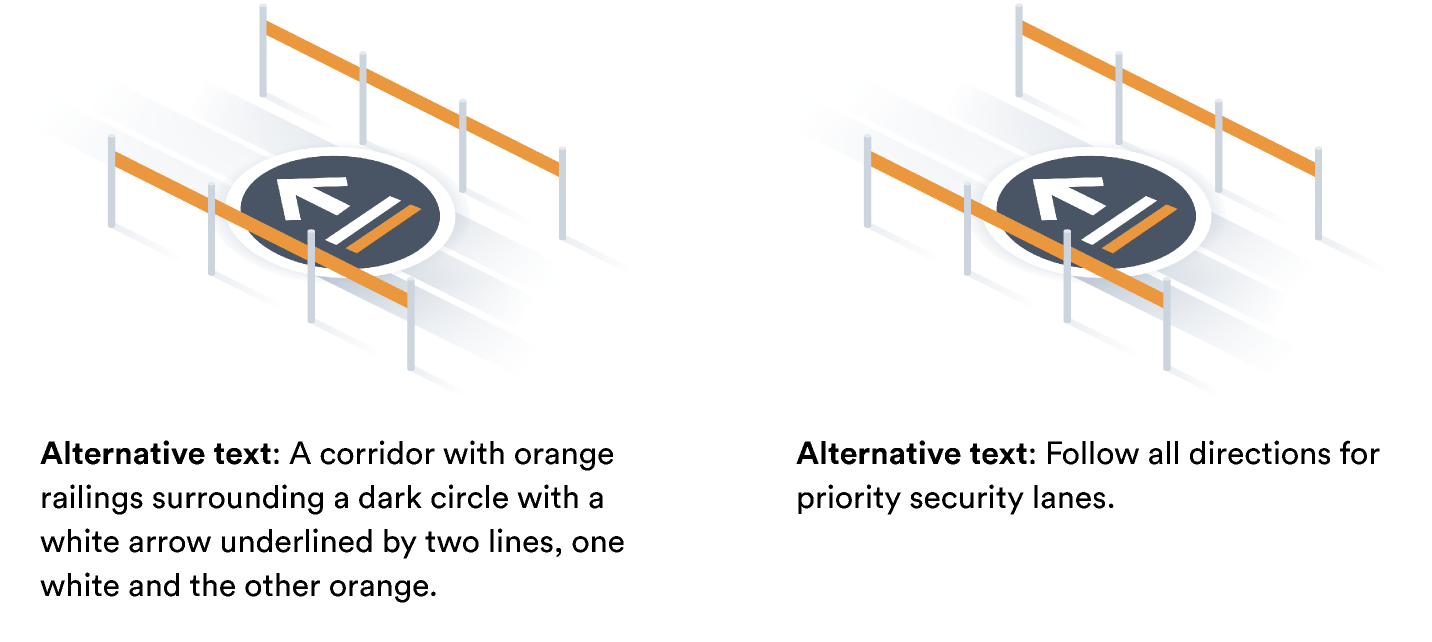 Alternative text: A corridor with orange
railings surrounding a dark circle with a
white arrow underlined by two lines, one
white and the other orange.
Alternative text: Follow all directions for
priority security lanes.